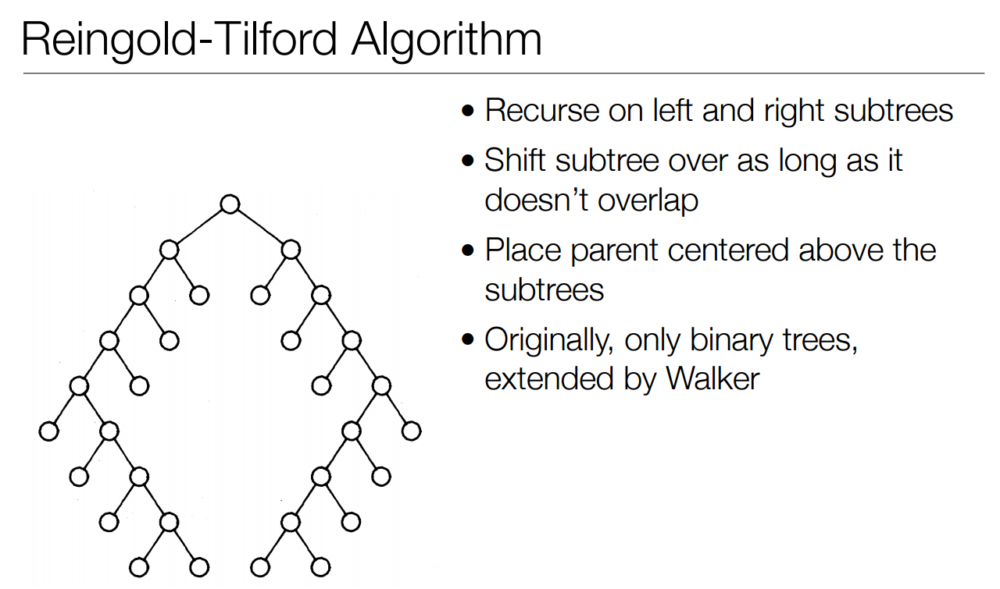 Reingold-Tilford Algorithm
• Recurse on left and right subtrees
• Shift subtree over as long as it
doesn’t overlap
• Place parent centered above the
subtrees
• Originally, only binary trees,
extended by Walker